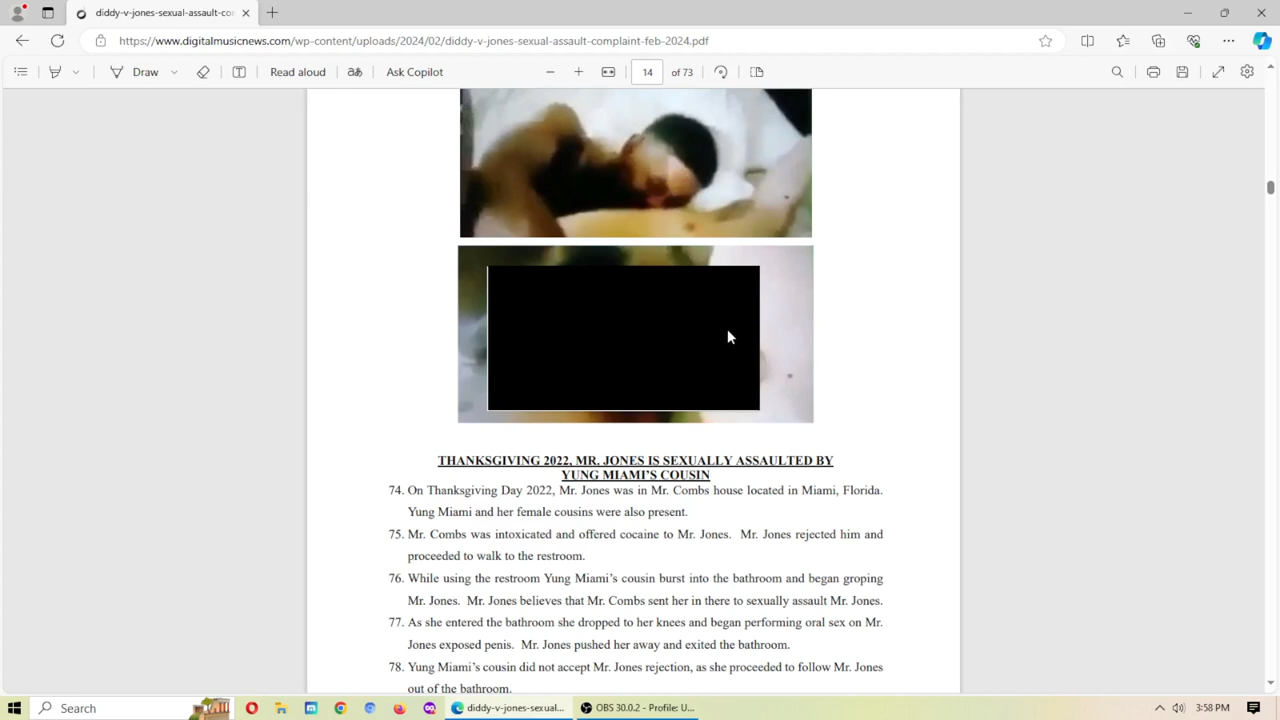 diddy-v-jones-sexual-assault-co
https://www.digitalmusicnews.com/wp-content/uploads/2024/02/diddy-v-jones-sexual-assault-complaint-feb-2024.pdf
Draw Read aloud Ask Copilot 14 of 73
THANKSGIVING 2022, MR. JONES IS SEXUALLY ASSAULTED BY
YUNG MIAMI'S COUSIN
74. On Thanksgiving Day 2022, Mr. Jones was in Mr. Combs house located in Miami, Florida.
Yung Miami and her female cousins were also present.
75. Mr. Combs was intoxicated and offered cocaine to Mr. Jones. Mr. Jones rejected him and
proceeded to walk to the restroom.
76. While using the restroom Yung Miami's cousin burst into the bathroom and began groping
Mr. Jones. Mr. Jones believes that Mr. Combs sent her in there to sexually assault Mr. Jones.
77. As she entered the bathroom she dropped to her knees and began performing oral sex on Mr.
Jones exposed penis. Mr. Jones pushed her away and exited the bathroom.
78. Yung Miami's cousin did not accept Mr. Jones rejection, as she proceeded to follow Mr. Jones
out of the bathroom.
Search diddy-v-jones-sexual... OBS 30.0.2 - Profile: U... 3:58 PM